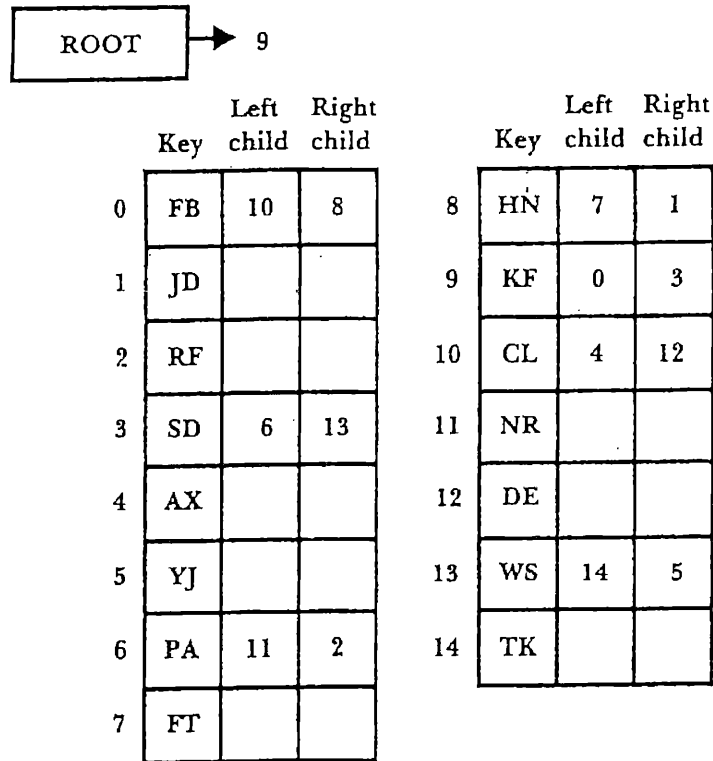 ROOT 9
Left Right
Key child child
0 FB 10 8
1 JD
2 RF
3 SD 6 13
4 AX
5 YJ
6 PA 11 2
7 FT
Left Right
Key child child
8 HN 7 1
9 KF 0 3
10 CL 4 12
11 NR
12 DE
13 WS 14 5
14 TK